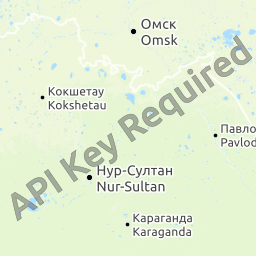 Омск
Omsk
Кокшетау
Kokshetau
API Key Required
Павло
Pavlod
Нур-Султан
Nur-Sultan
Караганда
Karaganda